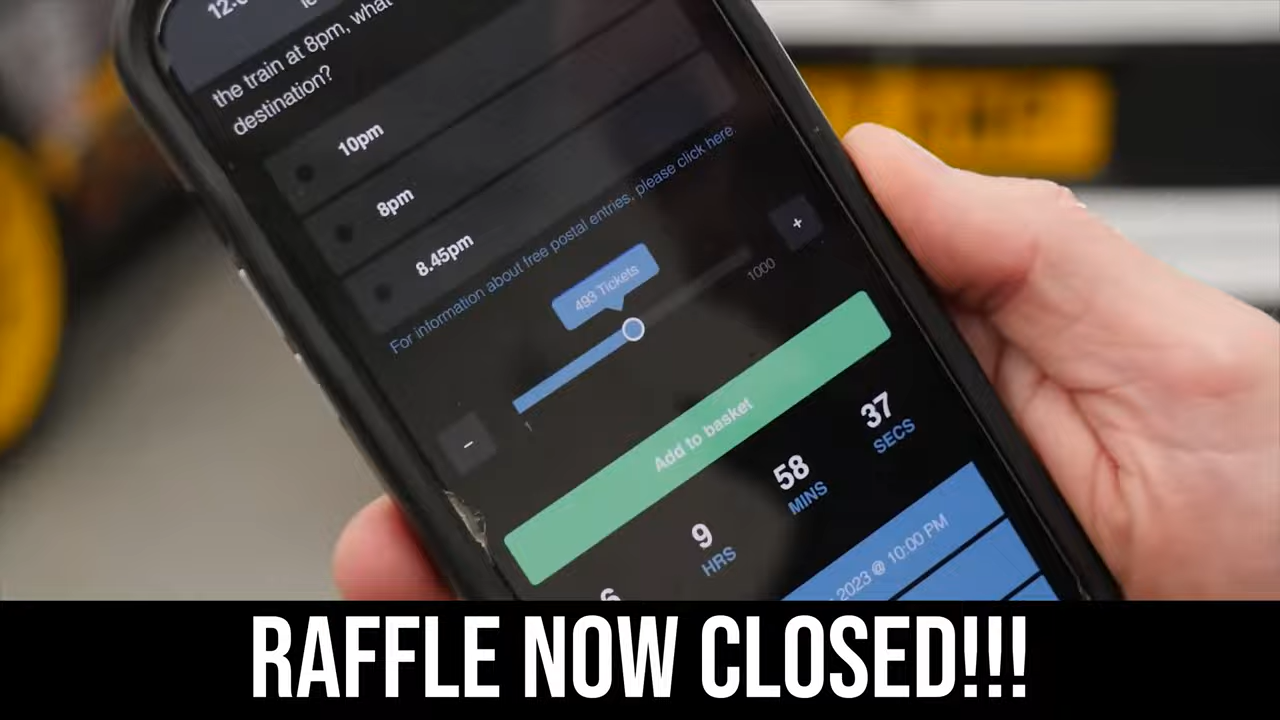 the train at 8pm, what
destination?
10pm
8pm
8.45pm
For information about free postal entries, please click here.
+
493 Tickets
1000
1
-
Add to basket
6
9
HRS
58
MINS
37
SECS
2023 @ 10:00 PM
RAFFLE NOW CLOSED!!!